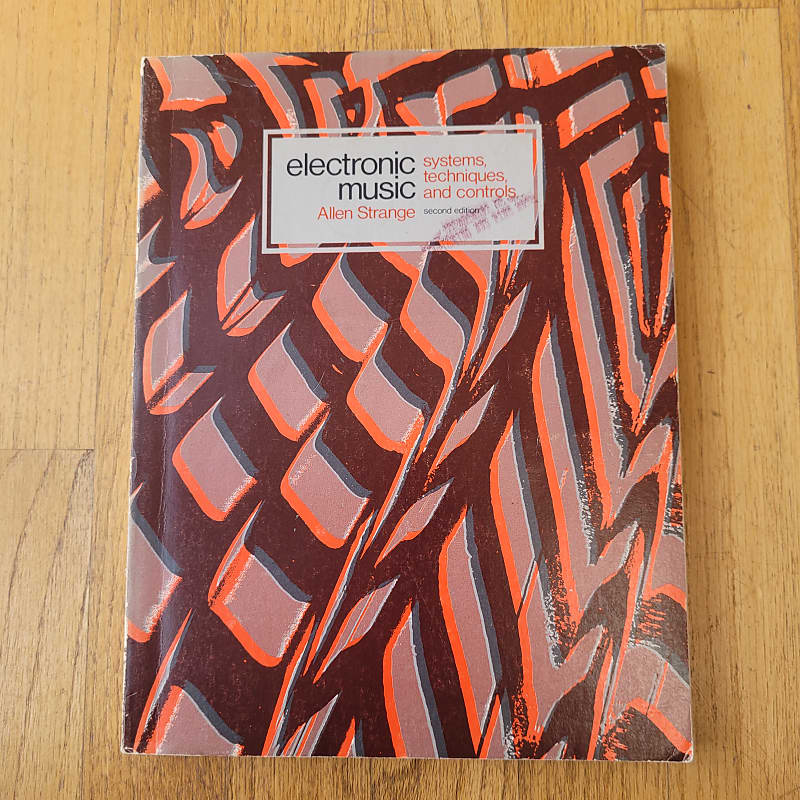 electronic music
systems, techniques, and controls
Allen Strange
second edition